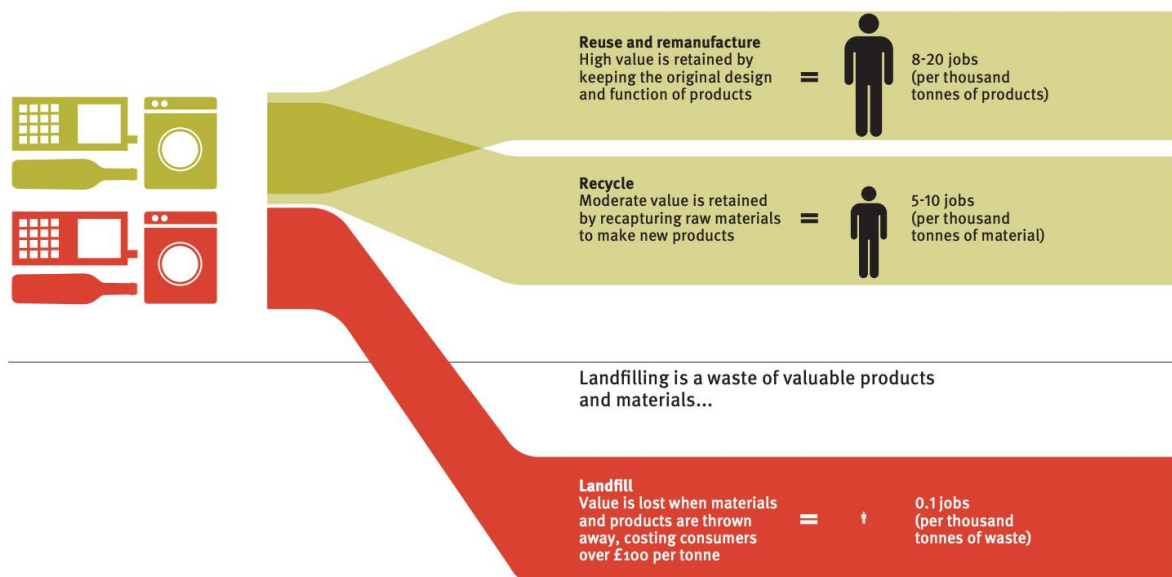 Reuse and remanufacture
High value is retained by
keeping the original design
and function of products
=
8-20 jobs
(per thousand
tonnes of products)
Recycle
Moderate value is retained
by recapturing raw materials
to make new products
=
5-10 jobs
(per thousand
tonnes of material)
Landfilling is a waste of valuable products
and materials...
Landfill
Value is lost when materials
and products are thrown
away, costing consumers
over £100 per tonne
=
0.1 jobs
(per thousand
tonnes of waste)